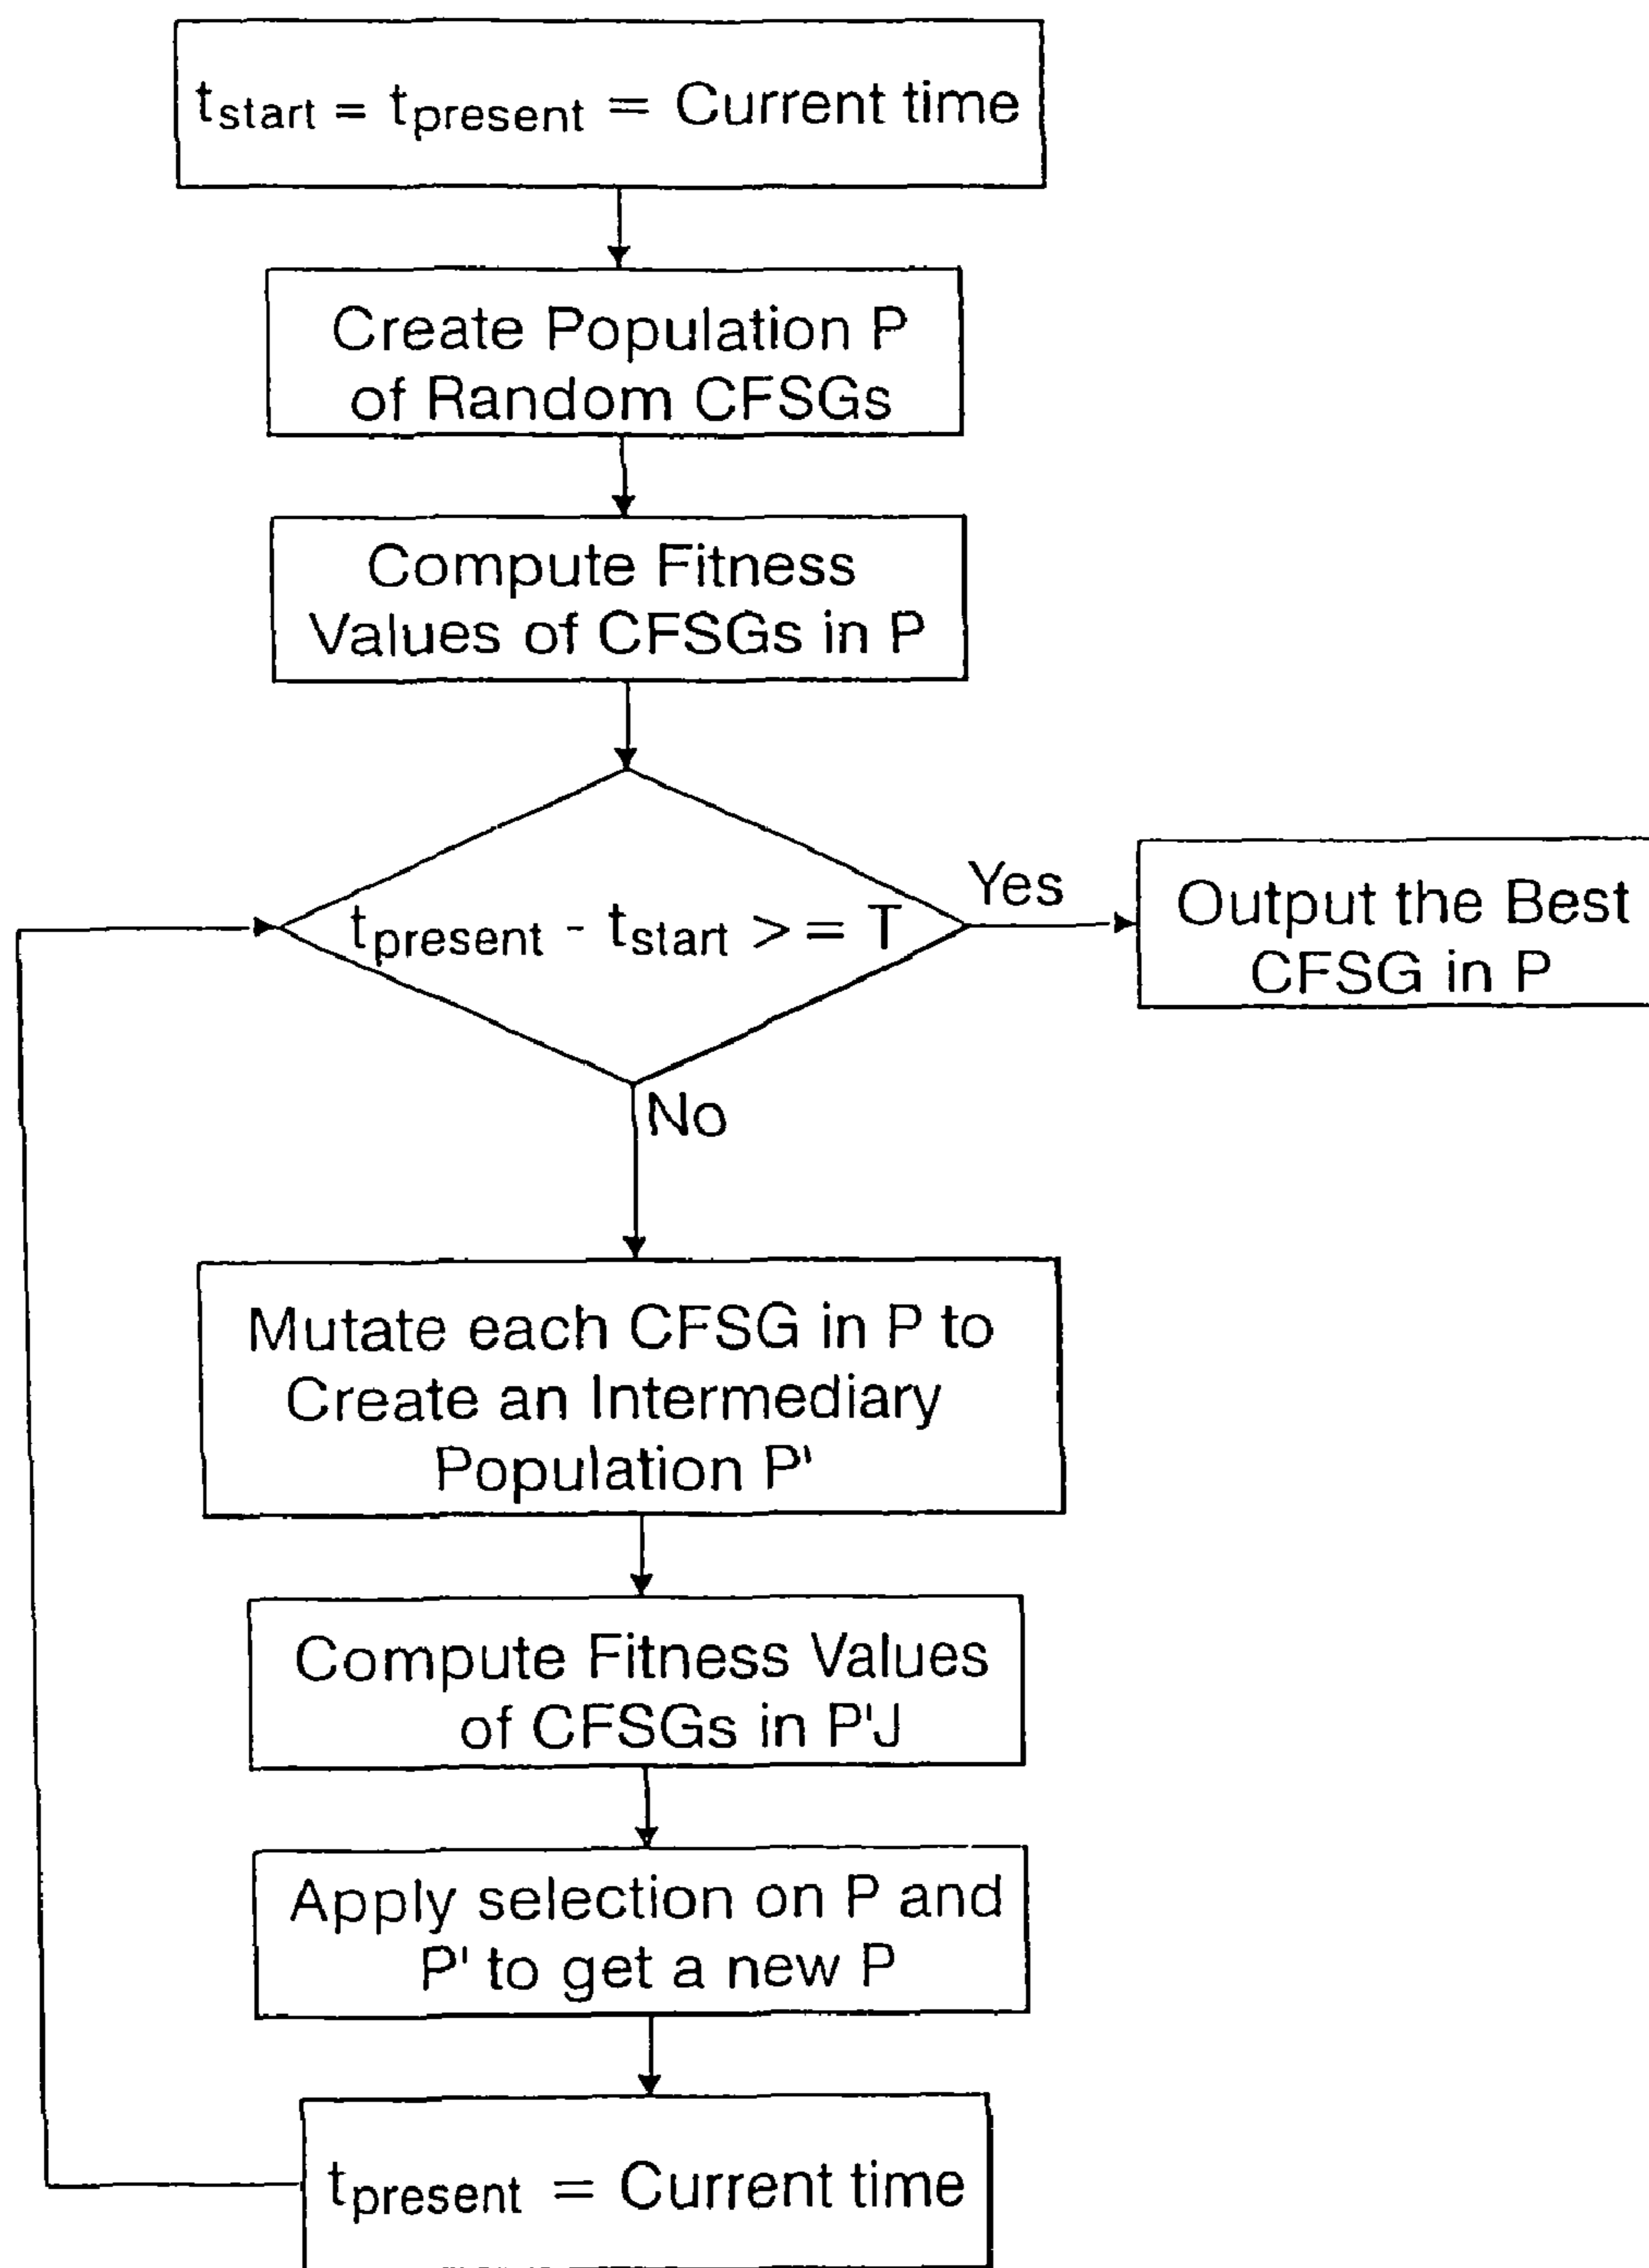 tstart = tpresent = Current time
Create Population P
of Random CFSGs
Compute Fitness
Values of CFSGs in P
tpresent - tstart >= T
Yes
Output the Best
CFSG in P
No
Mutate each CFSG in P to
Create an Intermediary
Population P'
Compute Fitness Values
of CFSGs in P'J
Apply selection on P and
P' to get a new P
tpresent = Current time